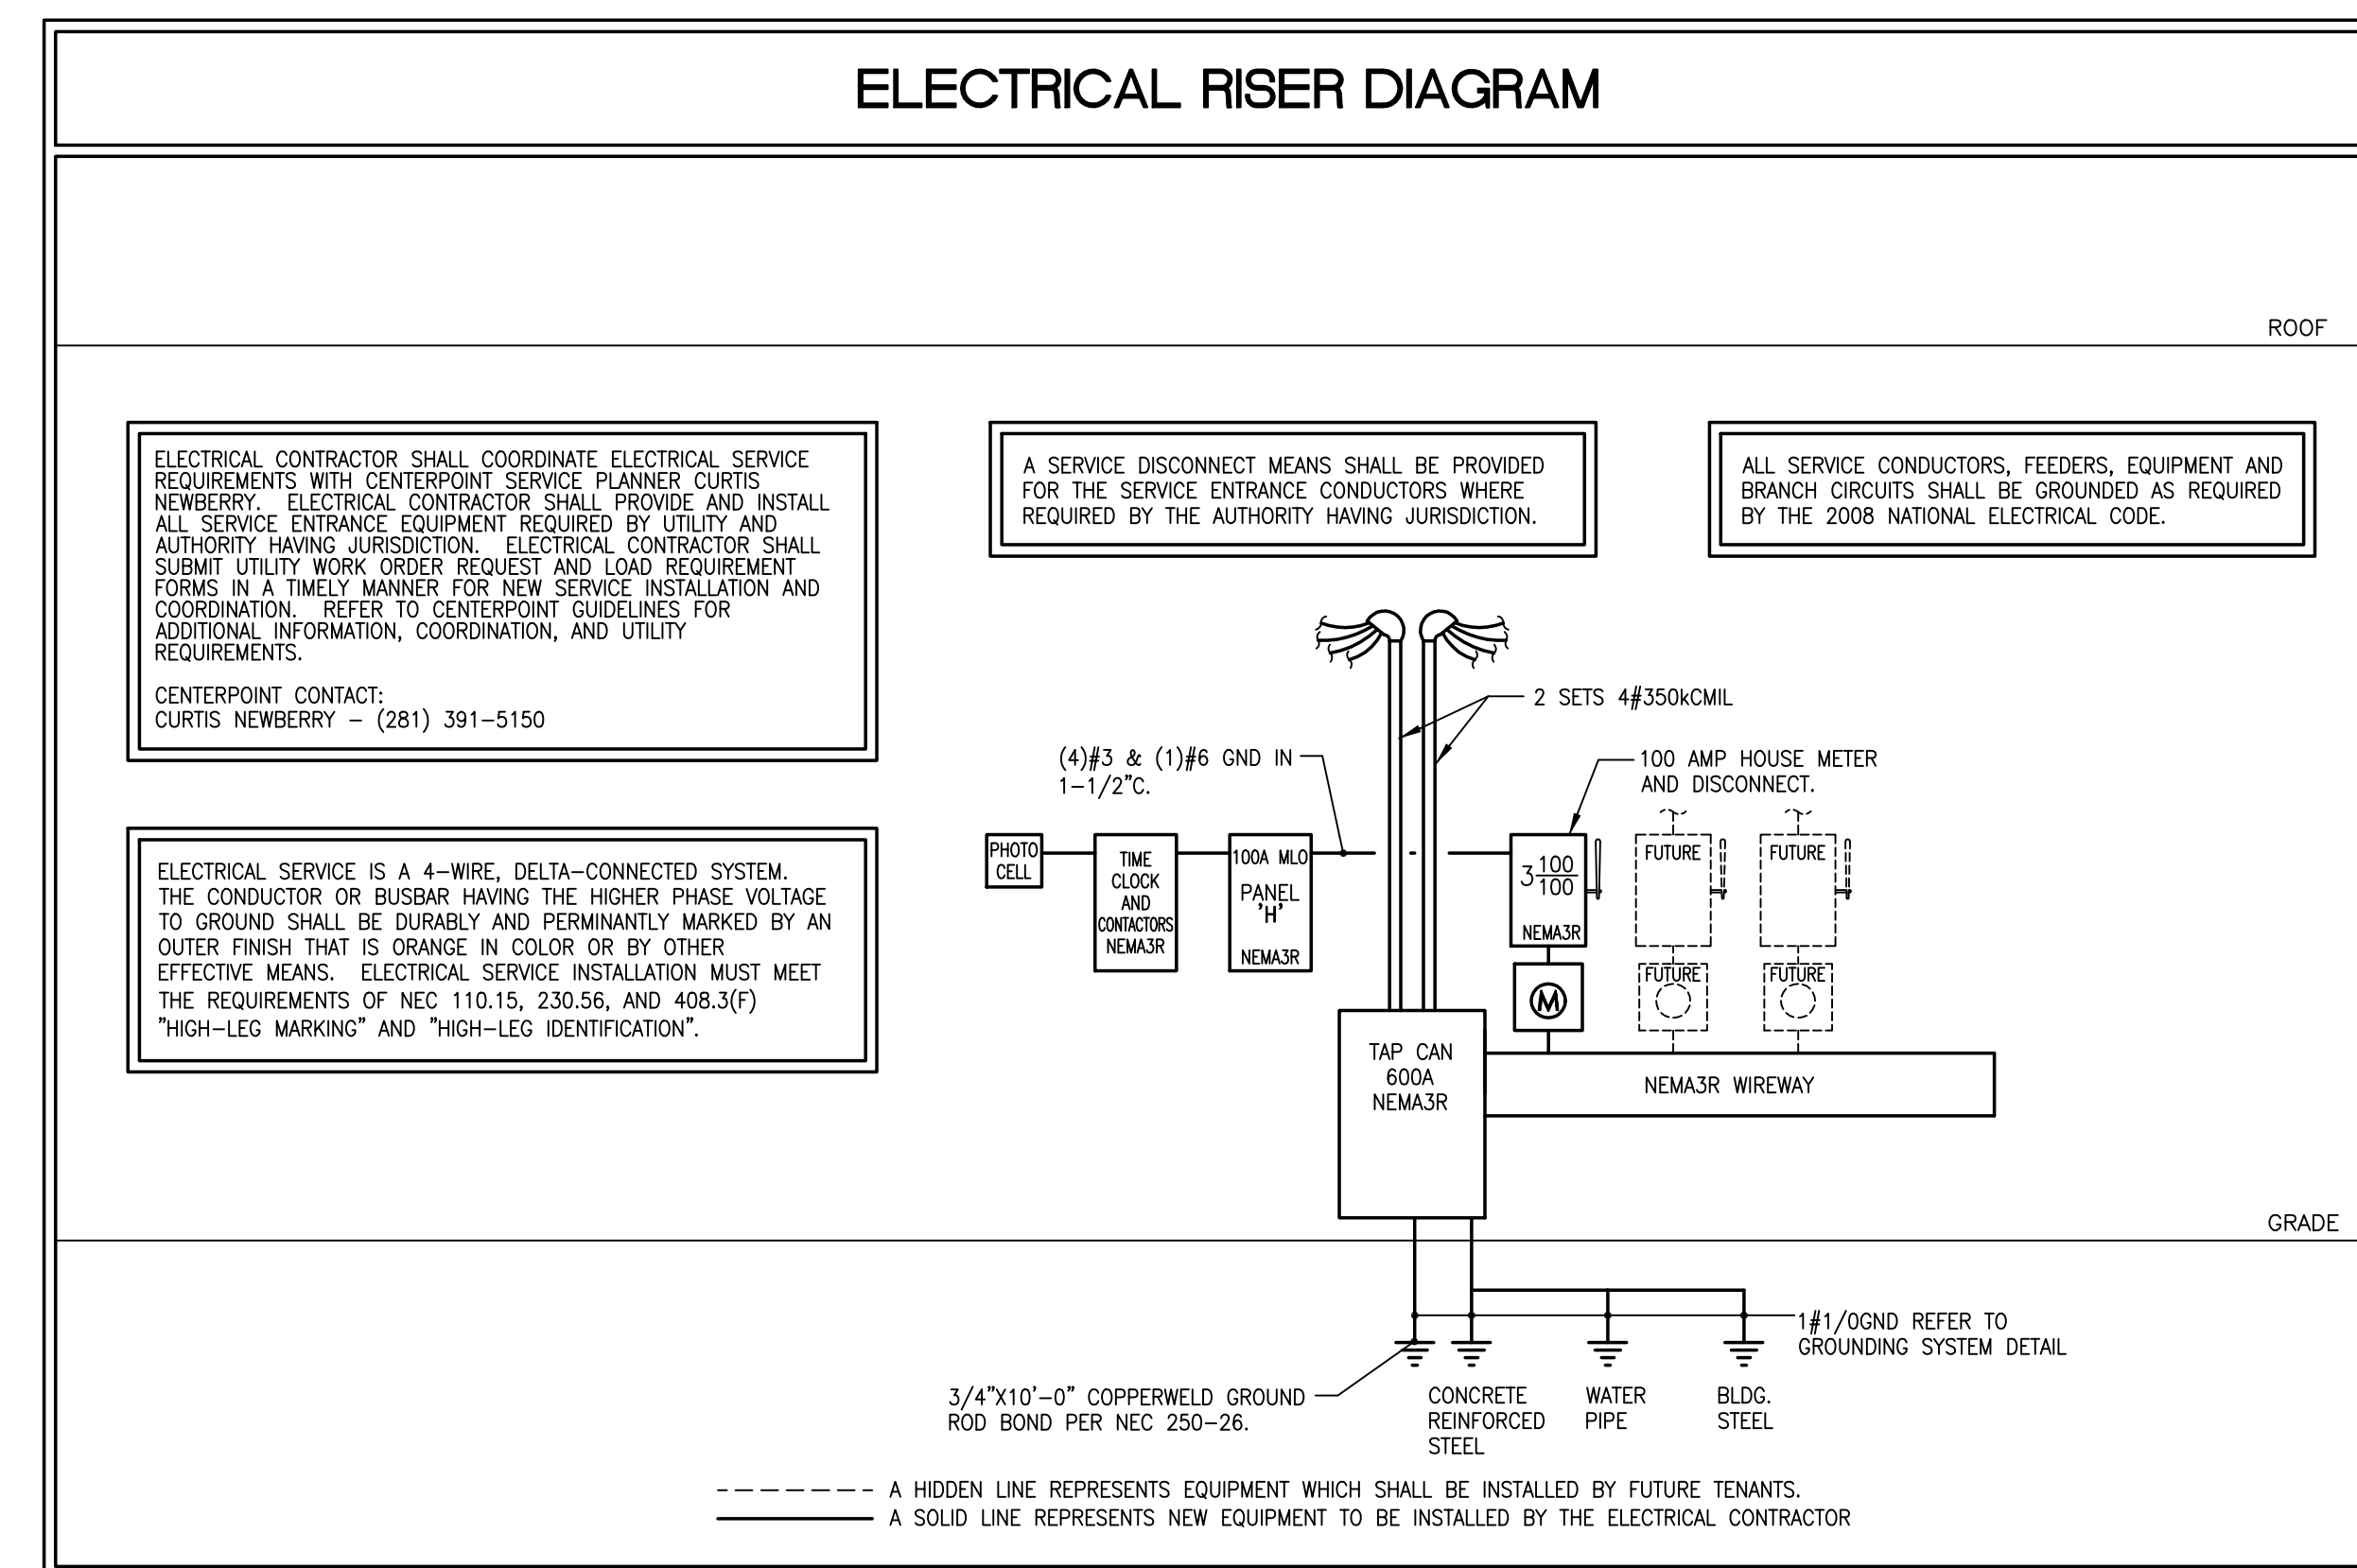 ELECTRICAL RISER DIAGRAM
ROOF
ELECTRICAL CONTRACTOR SHALL COORDINATE ELECTRICAL SERVICE
REQUIREMENTS WITH CENTERPOINT SERVICE PLANNER CURTIS
NEWBERRY. ELECTRICAL CONTRACTOR SHALL PROVIDE AND INSTALL
ALL SERVICE ENTRANCE EQUIPMENT REQUIRED BY UTILITY AND
AUTHORITY HAVING JURISDICTION. ELECTRICAL CONTRACTOR SHALL
SUBMIT UTILITY WORK ORDER REQUEST AND LOAD REQUIREMENT
FORMS IN A TIMELY MANNER FOR NEW SERVICE INSTALLATION AND
COORDINATION. REFER TO CENTERPOINT GUIDELINES FOR
ADDITIONAL INFORMATION, COORDINATION, AND UTILITY
REQUIREMENTS.
CENTERPOINT CONTACT:
CURTIS NEWBERRY – (281) 391–5150
A SERVICE DISCONNECT MEANS SHALL BE PROVIDED
FOR THE SERVICE ENTRANCE CONDUCTORS WHERE
REQUIRED BY THE AUTHORITY HAVING JURISDICTION.
ALL SERVICE CONDUCTORS, FEEDERS, EQUIPMENT AND
BRANCH CIRCUITS SHALL BE GROUNDED AS REQUIRED
BY THE 2008 NATIONAL ELECTRICAL CODE.
ELECTRICAL SERVICE IS A 4–WIRE, DELTA–CONNECTED SYSTEM.
THE CONDUCTOR OR BUSBAR HAVING THE HIGHER PHASE VOLTAGE
TO GROUND SHALL BE DURABLY AND PERMINANTLY MARKED BY AN
OUTER FINISH THAT IS ORANGE IN COLOR OR BY OTHER
EFFECTIVE MEANS. ELECTRICAL SERVICE INSTALLATION MUST MEET
THE REQUIREMENTS OF NEC 110.15, 230.56, AND 408.3(F)
"HIGH–LEG MARKING" AND "HIGH–LEG IDENTIFICATION".
2 SETS 4#350kCMIL
(4)#3 & (1)#6 GND IN
1–1/2"C.
100 AMP HOUSE METER
AND DISCONNECT.
PHOTO
CELL
TIME
CLOCK
AND
CONTACTORS
NEMA3R
100A MLO
PANEL
'H'
NEMA3R
3 100
100
NEMA3R
M
FUTURE
FUTURE
FUTURE
FUTURE
TAP CAN
600A
NEMA3R
NEMA3R WIREWAY
GRADE
1#1/0GND REFER TO
GROUNDING SYSTEM DETAIL
3/4"X10'–0" COPPERWELD GROUND
ROD BOND PER NEC 250–26.
CONCRETE
REINFORCED
STEEL
WATER
PIPE
BLDG.
STEEL
A HIDDEN LINE REPRESENTS EQUIPMENT WHICH SHALL BE INSTALLED BY FUTURE TENANTS.
A SOLID LINE REPRESENTS NEW EQUIPMENT TO BE INSTALLED BY THE ELECTRICAL CONTRACTOR